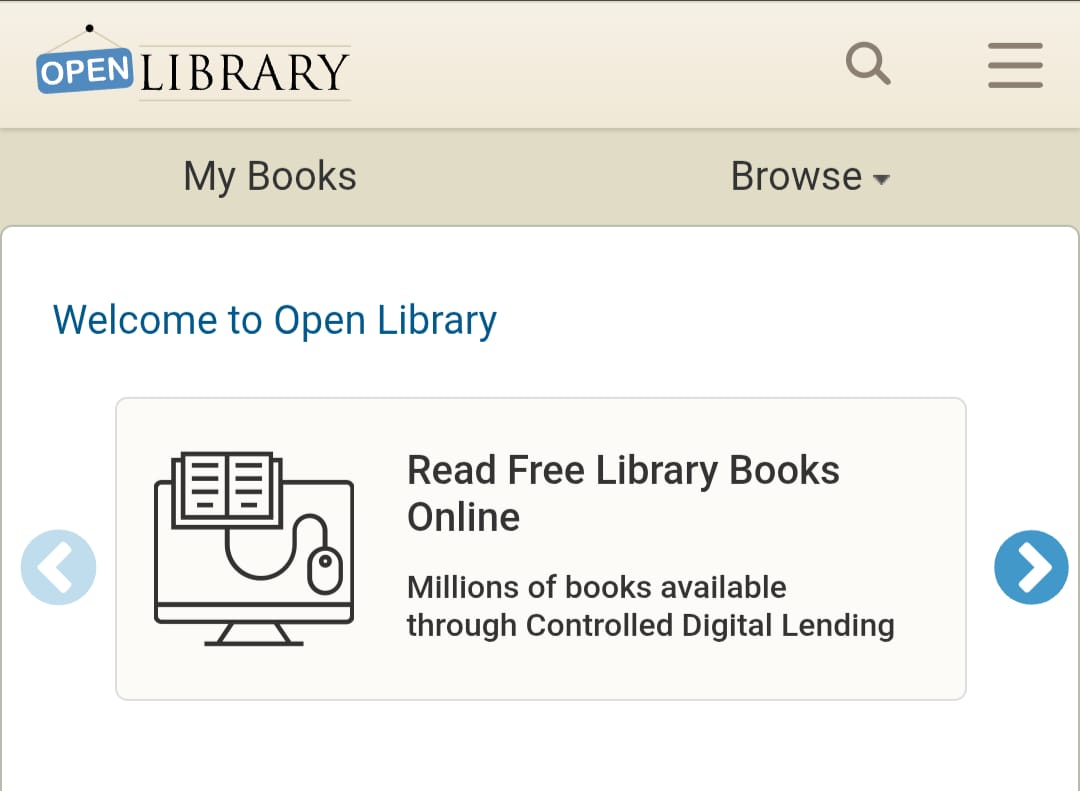 OPEN LIBRARY
My Books Browse
Welcome to Open Library
Read Free Library Books
Online
Millions of books available
through Controlled Digital Lending